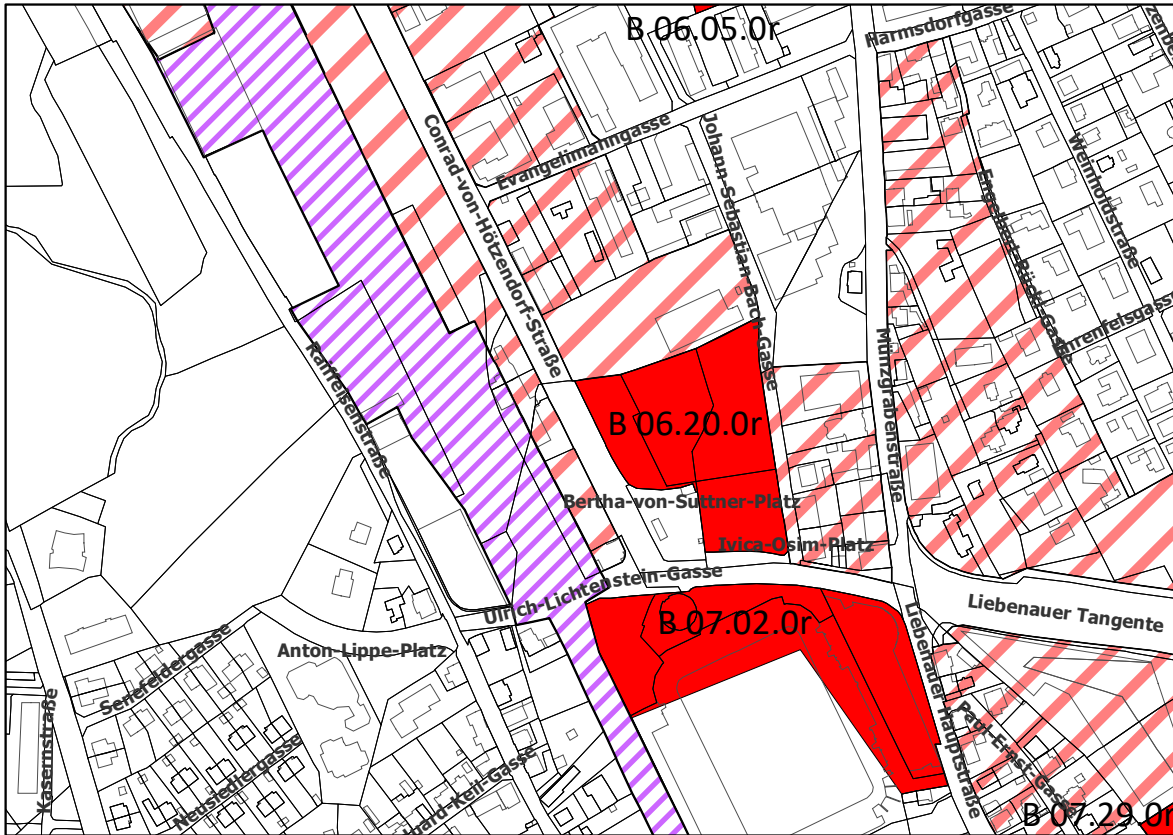 B 06.05.0r
Harmsdorfgasse
Conrad-von-Hötzendorf-Straße
Evangelimanngasse
Johann-Sebastian-Bach-Gasse
Weinholdstraße
Engelbert-Rückl-Gasse
Ehrenfelsgasse
Münzgrabenstraße
Raiffeisenstraße
B 06.20.0r
Bertha-von-Suttner-Platz
Ivica-Osim-Platz
Ulrich-Lichtenstein-Gasse
Liebenauer Tangente
B 07.02.0r
Anton-Lippe-Platz
Senefeldergasse
Liebenauer Hauptstraße
Kasernstraße
Neusiedlergasse
Paul-Ernst-Gasse
hard-Keil-Gasse
B 07.29.0r